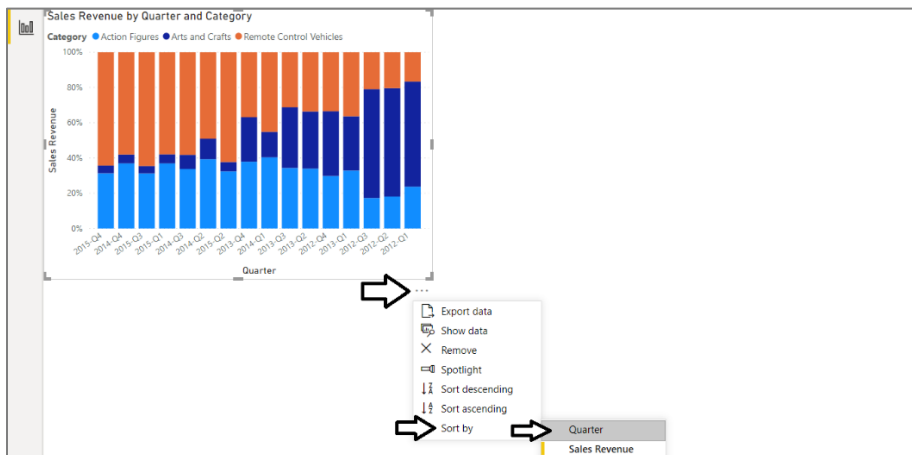 Sales Revenue by Quarter and Category
Category Action Figures Arts and Crafts Remote Control Vehicles
100%
80%
60%
40%
20%
0%
Sales Revenue
2015-Q4 2014-Q4 2015-Q3 2015-Q1 2014-Q3 2014-Q2 2015-Q2 2013-Q4 2014-Q1 2013-Q3 2013-Q2 2012-Q4 2013-Q1 2012-Q3 2012-Q2 2012-Q1
Quarter
...
Export data
Show data
Remove
Spotlight
Sort descending
Sort ascending
Sort by
Quarter
Sales Revenue